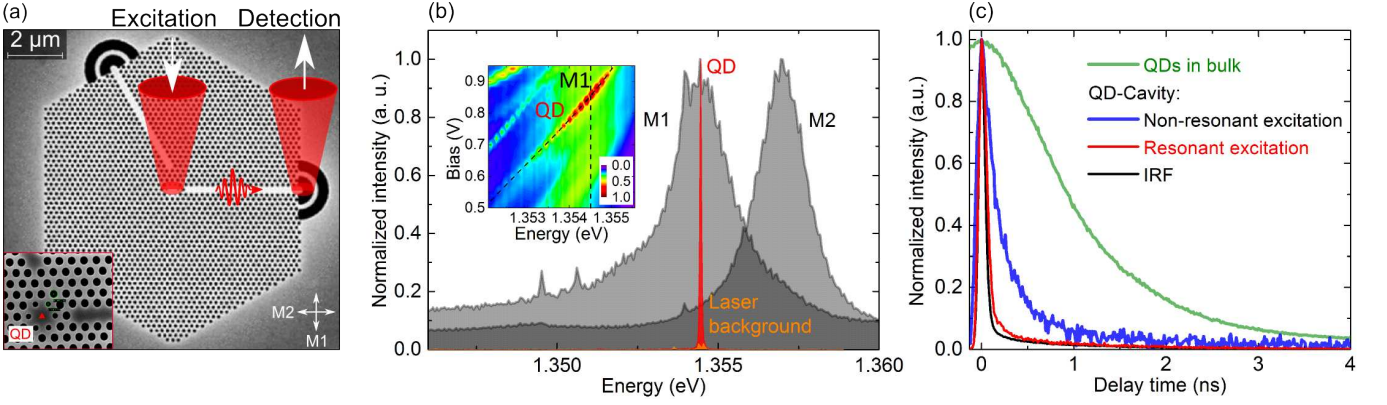 (a)
Excitation Detection
2 μm
QD
M2
M1
(b)
Normalized intensity (a. u.)
1.0
0.8
0.6
0.4
0.2
0.0
M1
QD
M2
Laser
background
Bias (V)
0.9
0.8
0.7
0.6
0.5
M1
QD
0.0
0.5
1.0
1.353 1.354 1.355
Energy (eV)
1.350 1.355 1.360
Energy (eV)
(c)
Normalized intensity (a.u.)
1.0
0.8
0.6
0.4
0.2
0.0
QDs in bulk
QD-Cavity:
Non-resonant excitation
Resonant excitation
IRF
0 1 2 3 4
Delay time (ns)